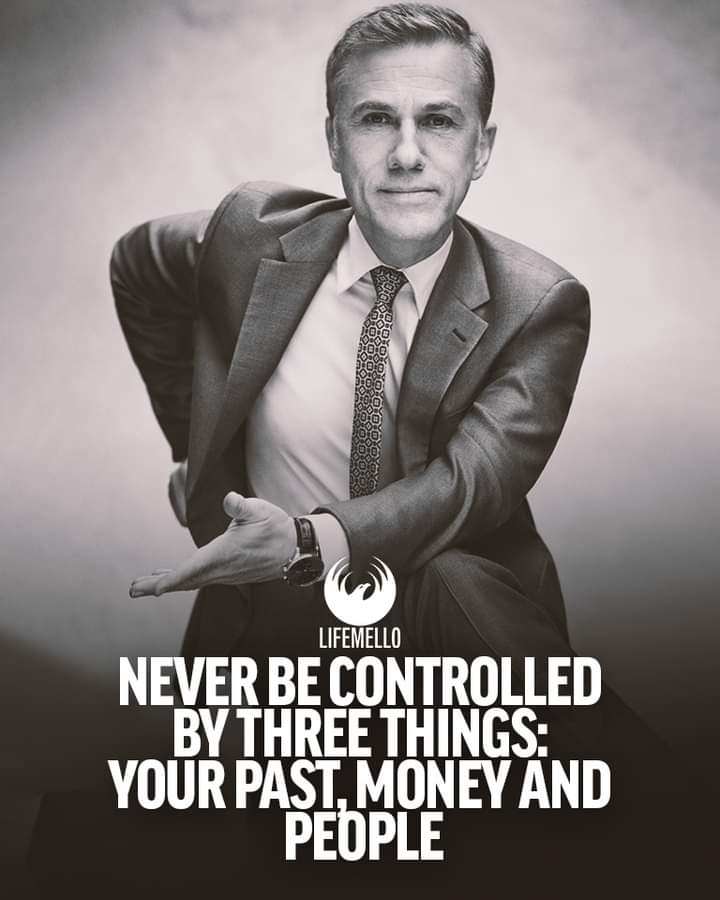 LIFEMELLO
NEVER BE CONTROLLED
BY THREE THINGS:
YOUR PAST, MONEY AND
PEOPLE